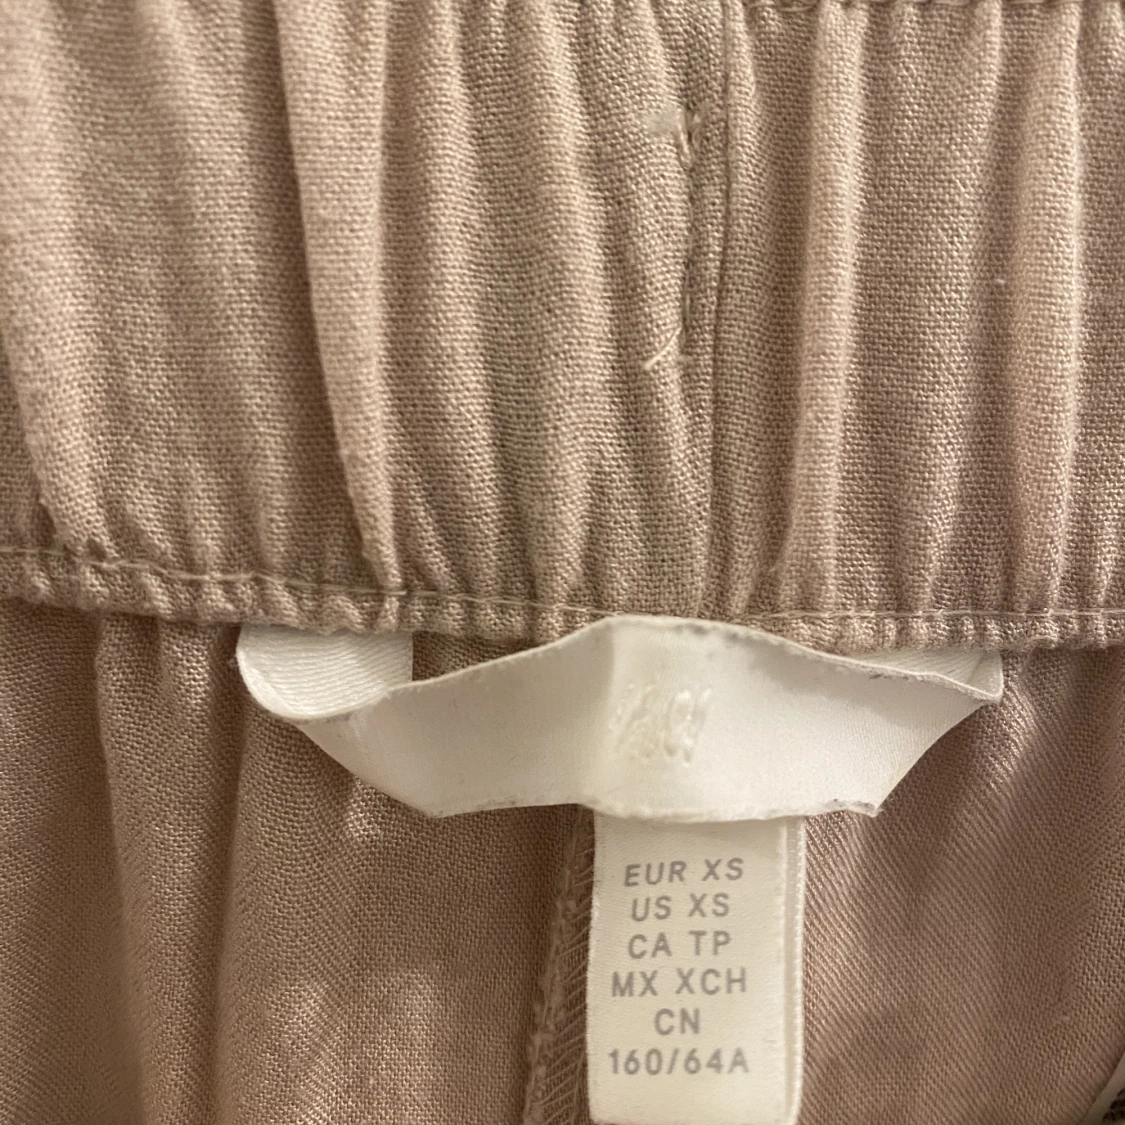 EUR XS
US XS
CA TP
MX XCH
CN
160/64A